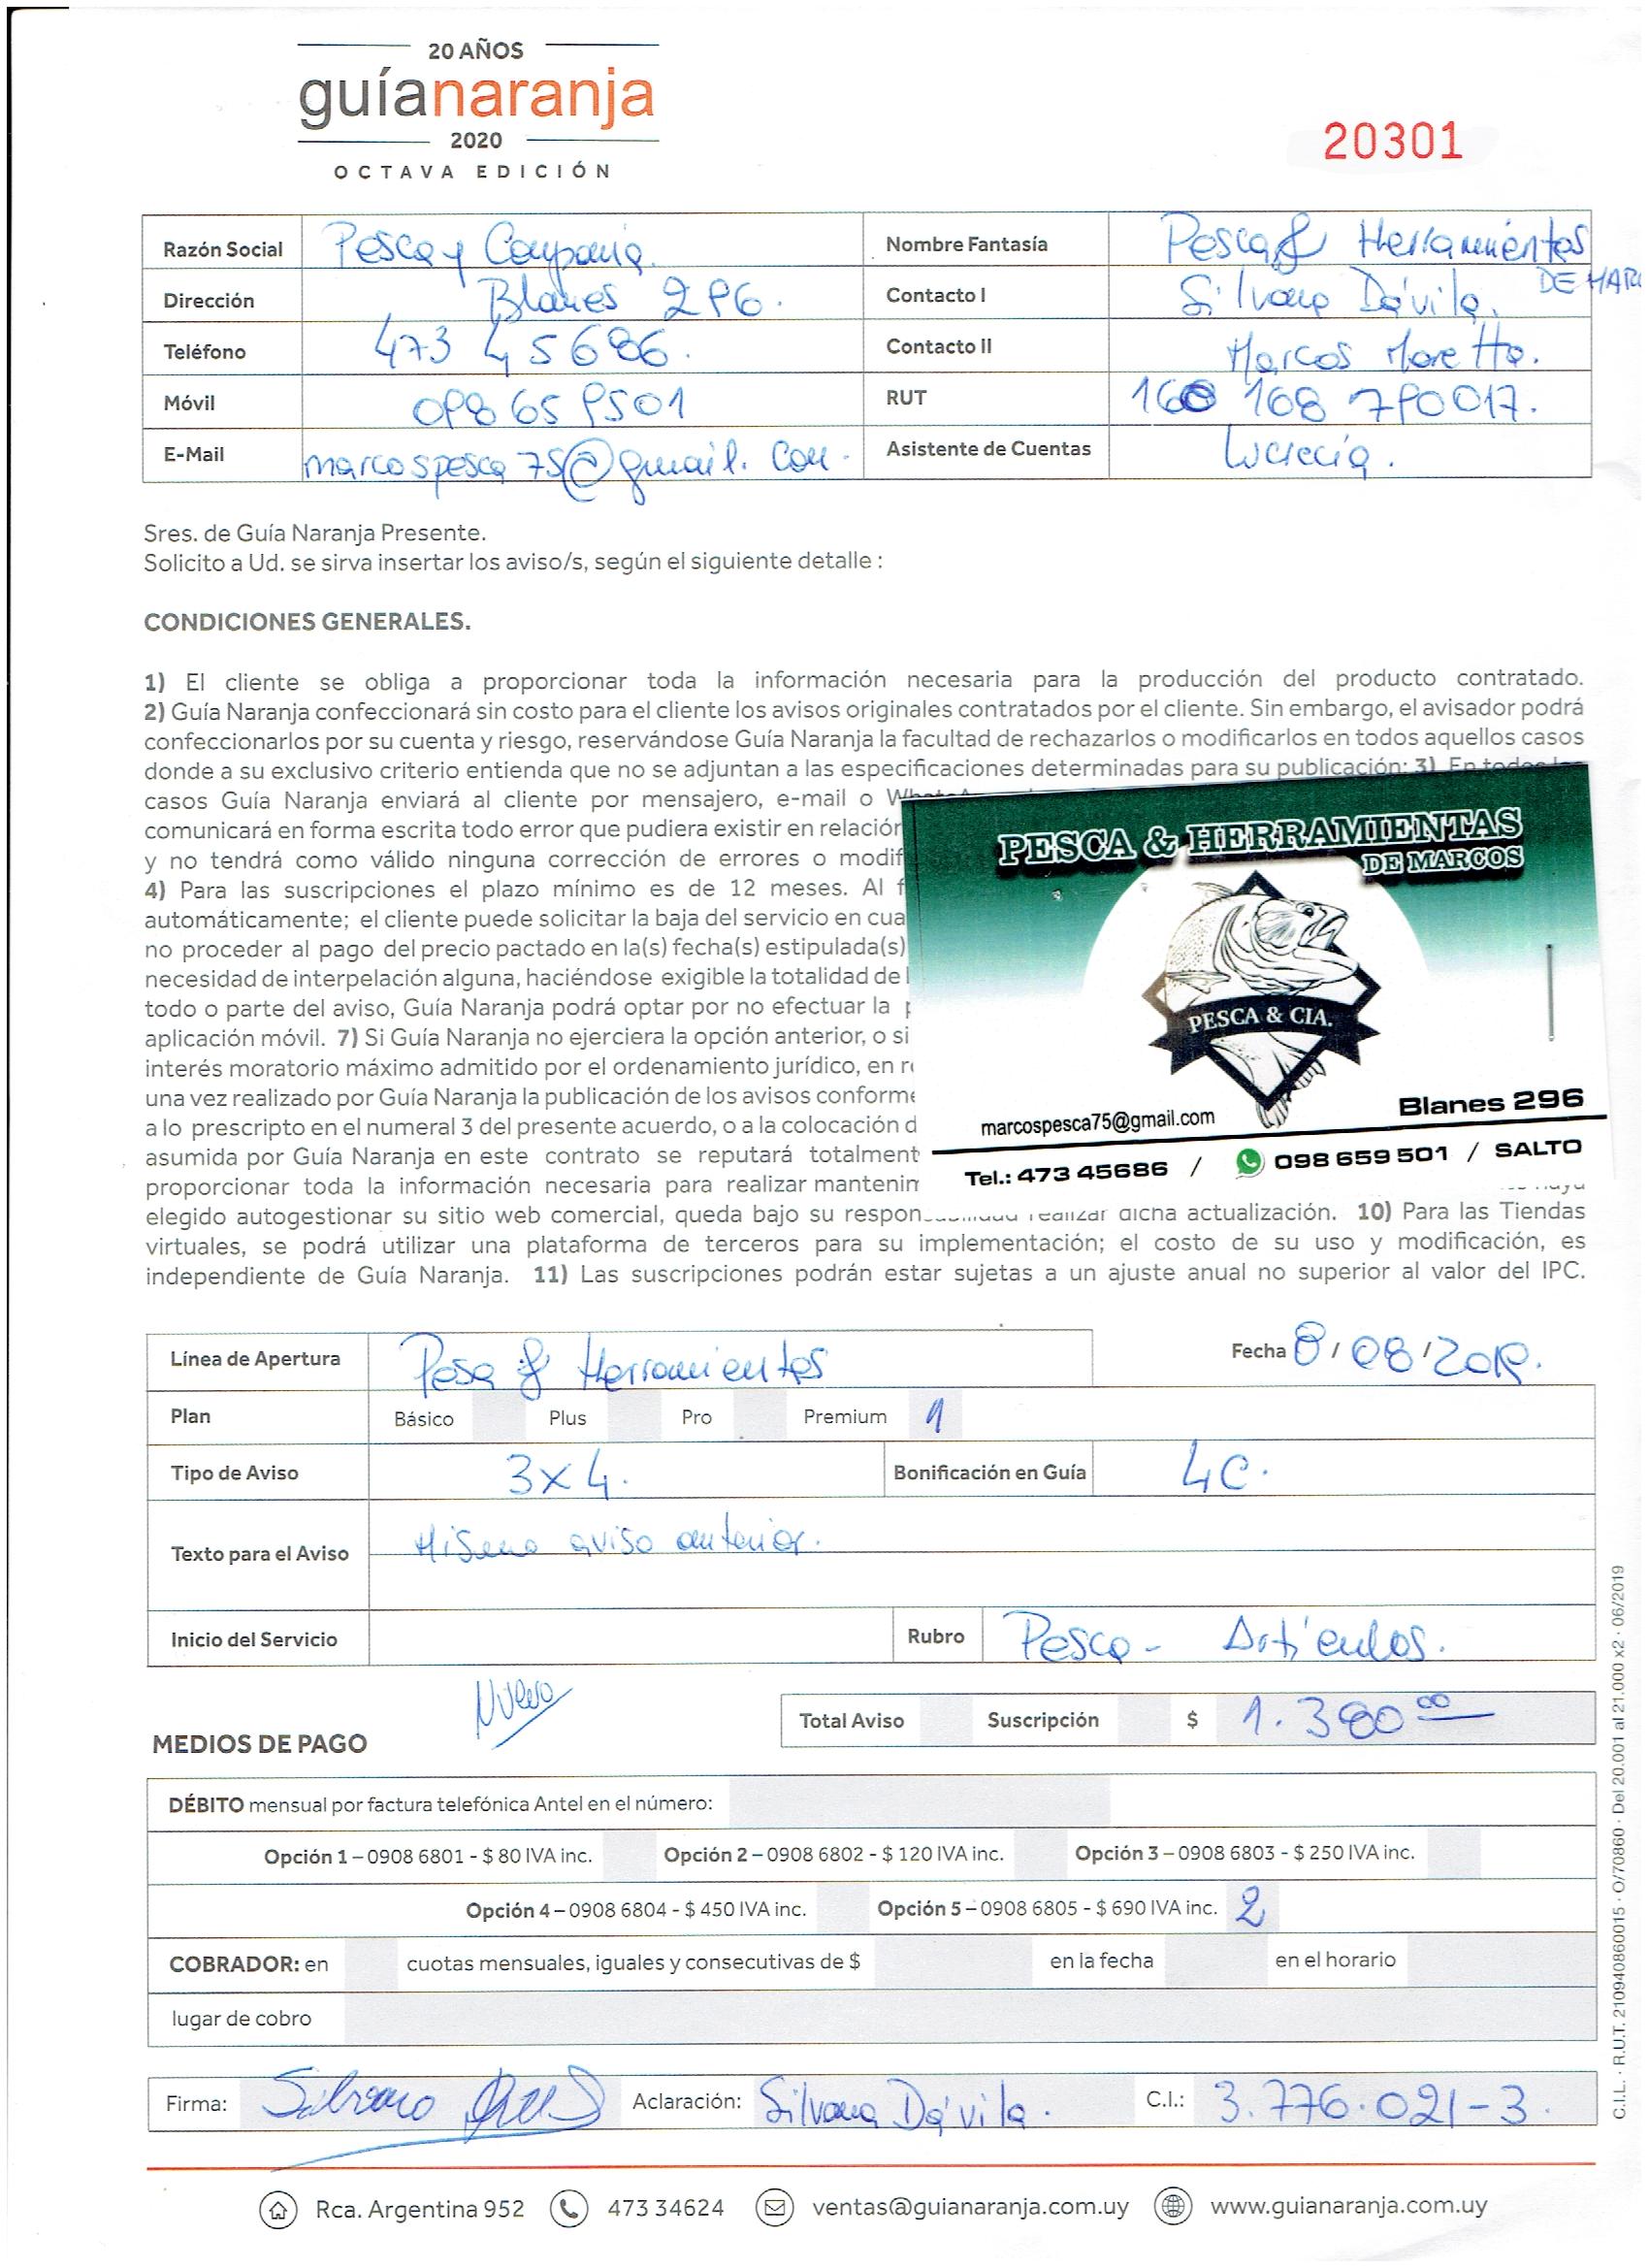 20 AÑOS
guíanaranja
2020
OCTAVA EDICIÓN
20301
Razón Social Pesca y Compania. Nombre Fantasía Pesca & Herramientas
DE MARC
Dirección Blanes 296. Contacto I Silvana Dávila.
Teléfono 473 45686. Contacto II Marcos Moretto.
Móvil 098 659501 RUT 160 168 790017.
E-Mail marcospesca75@gmail.com. Asistente de Cuentas Lucrecia.
Sres. de Guía Naranja Presente.
Solicito a Ud. se sirva insertar los aviso/s, según el siguiente detalle :
CONDICIONES GENERALES.
1) El cliente se obliga a proporcionar toda la información necesaria para la producción del producto contratado.
2) Guía Naranja confeccionará sin costo para el cliente los avisos originales contratados por el cliente. Sin embargo, el avisador podrá
confeccionarlos por su cuenta y riesgo, reservándose Guía Naranja la facultad de rechazarlos o modificarlos en todos aquellos casos
donde a su exclusivo criterio entienda que no se adjuntan a las especificaciones determinadas para su publicación; 3) En todos los
casos Guía Naranja enviará al cliente por mensajero, e-mail o
comunicará en forma escrita todo error que pudiera existir en relación
y no tendrá como válido ninguna corrección de errores o modif
4) Para las suscripciones el plazo mínimo es de 12 meses. Al f
automáticamente; el cliente puede solicitar la baja del servicio en cua
no proceder al pago del precio pactado en la(s) fecha(s) estipulada(s)
necesidad de interpelación alguna, haciéndose exigible la totalidad de l
todo o parte del aviso, Guía Naranja podrá optar por no efectuar la p
aplicación móvil. 7) Si Guía Naranja no ejerciera la opción anterior, o si
interés moratorio máximo admitido por el ordenamiento jurídico, en r
una vez realizado por Guía Naranja la publicación de los avisos conforme
a lo prescripto en el numeral 3 del presente acuerdo, o a la colocación d
asumida por Guía Naranja en este contrato se reputará totalment
proporcionar toda la información necesaria para realizar mantenim
elegido autogestionar su sitio web comercial, queda bajo su responsabilidad realizar dicha actualización. 10) Para las Tiendas
virtuales, se podrá utilizar una plataforma de terceros para su implementación; el costo de su uso y modificación, es
independiente de Guía Naranja. 11) Las suscripciones podrán estar sujetas a un ajuste anual no superior al valor del IPC.
PESCA & HERRAMIENTAS
DE MARCOS
PESCA & CIA.
marcospesca75@gmail.com
Blanes 296
Tel.: 473 45686 / 098 659 501 / SALTO
Línea de Apertura Pesa & Herramientas Fecha 8 / 08 / 2019.
Plan Básico Plus Pro Premium 1
Tipo de Aviso 3x4. Bonificación en Guía 4C.
Texto para el Aviso Mismo aviso anterior.
Inicio del Servicio Rubro Pesca - Artículos.
Nuevo
Total Aviso Suscripción $ 1.380 00
MEDIOS DE PAGO
DÉBITO mensual por factura telefónica Antel en el número:
Opción 1 – 0908 6801 - $ 80 IVA inc. Opción 2 – 0908 6802 - $ 120 IVA inc. Opción 3 – 0908 6803 - $ 250 IVA inc.
Opción 4 – 0908 6804 - $ 450 IVA inc. Opción 5 – 0908 6805 - $ 690 IVA inc. 2
COBRADOR: en cuotas mensuales, iguales y consecutivas de $ en la fecha en el horario
lugar de cobro
Firma: Silvana Aclaración: Silvana Dávila. C.I.: 3.776.021-3.
Rca. Argentina 952 473 34624 ventas@guianaranja.com.uy www.guianaranja.com.uy
C.I.L. · R.U.T. 210940860015 · O/70860 · Del 20.001 al 21.000 x2 · 06/2019